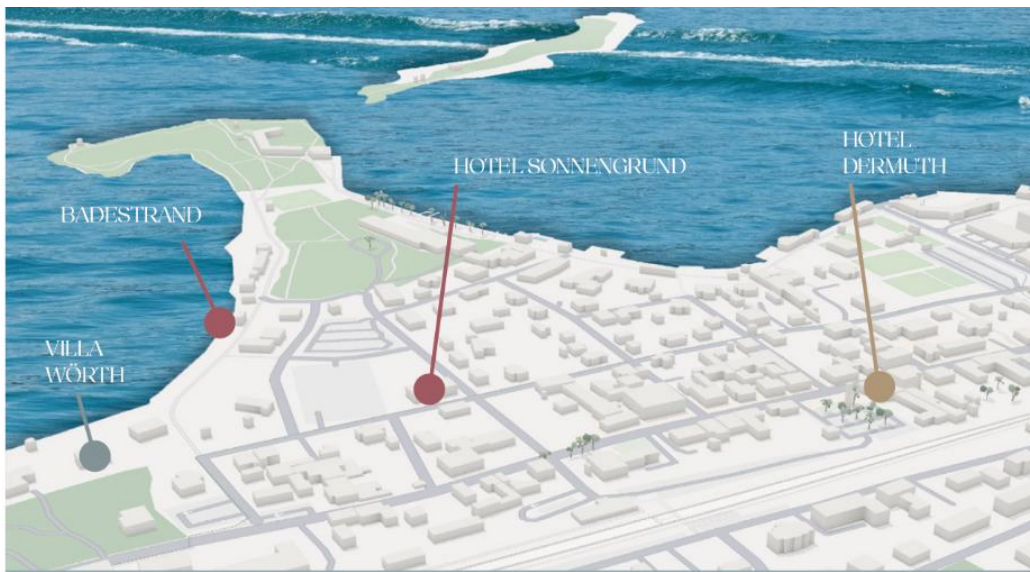 HOTEL
DERMUTH
HOTEL SONNENGRUND
BADESTRAND
VILLA
WÖRTH